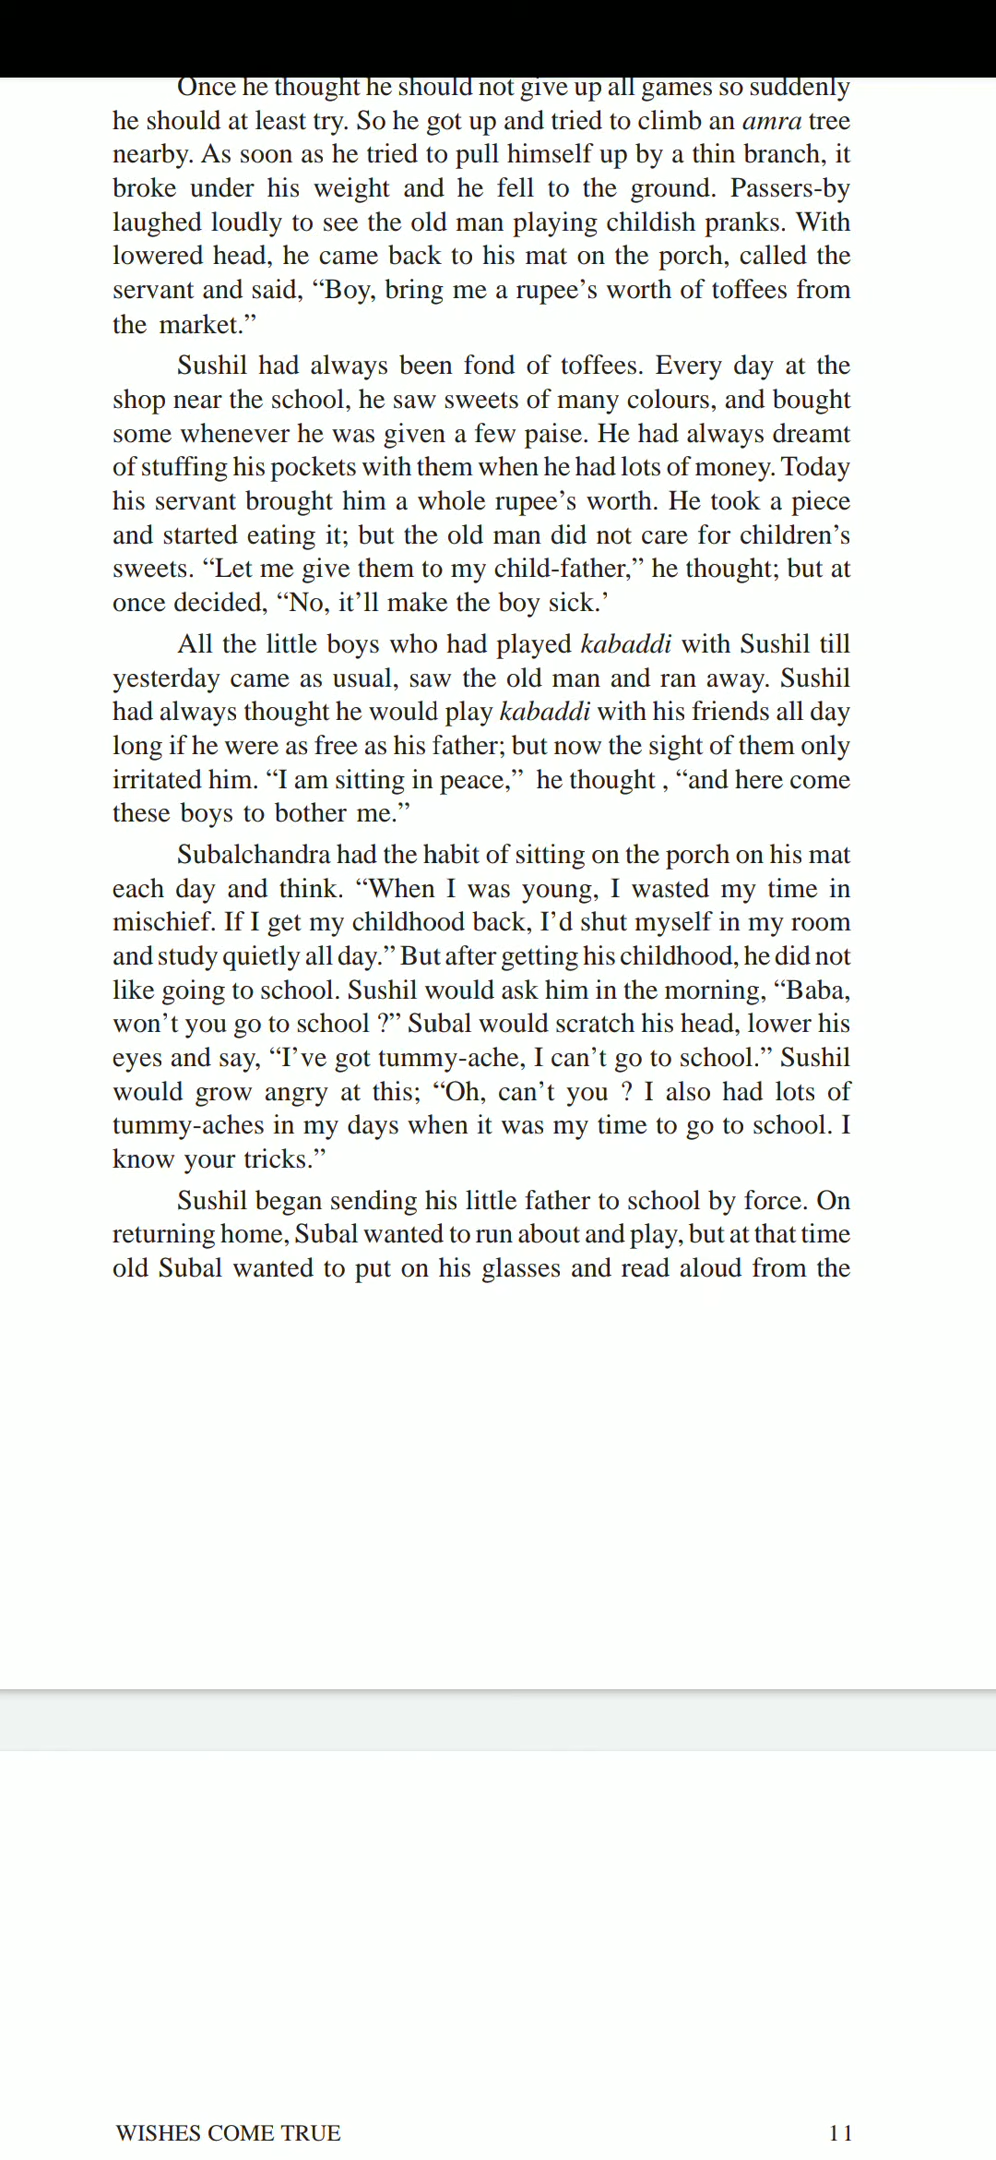 Once he thought he should not give up all games so suddenly
he should at least try. So he got up and tried to climb an amra tree
nearby. As soon as he tried to pull himself up by a thin branch, it
broke under his weight and he fell to the ground. Passers-by
laughed loudly to see the old man playing childish pranks. With
lowered head, he came back to his mat on the porch, called the
servant and said, “Boy, bring me a rupee’s worth of toffees from
the market.”
Sushil had always been fond of toffees. Every day at the
shop near the school, he saw sweets of many colours, and bought
some whenever he was given a few paise. He had always dreamt
of stuffing his pockets with them when he had lots of money. Today
his servant brought him a whole rupee’s worth. He took a piece
and started eating it; but the old man did not care for children’s
sweets. “Let me give them to my child-father,” he thought; but at
once decided, “No, it’ll make the boy sick.’
All the little boys who had played kabaddi with Sushil till
yesterday came as usual, saw the old man and ran away. Sushil
had always thought he would play kabaddi with his friends all day
long if he were as free as his father; but now the sight of them only
irritated him. “I am sitting in peace,” he thought , “and here come
these boys to bother me.”
Subalchandra had the habit of sitting on the porch on his mat
each day and think. “When I was young, I wasted my time in
mischief. If I get my childhood back, I’d shut myself in my room
and study quietly all day.” But after getting his childhood, he did not
like going to school. Sushil would ask him in the morning, “Baba,
won’t you go to school ?” Subal would scratch his head, lower his
eyes and say, “I’ve got tummy-ache, I can’t go to school.” Sushil
would grow angry at this; “Oh, can’t you ? I also had lots of
tummy-aches in my days when it was my time to go to school. I
know your tricks.”
Sushil began sending his little father to school by force. On
returning home, Subal wanted to run about and play, but at that time
old Subal wanted to put on his glasses and read aloud from the
WISHES COME TRUE 11